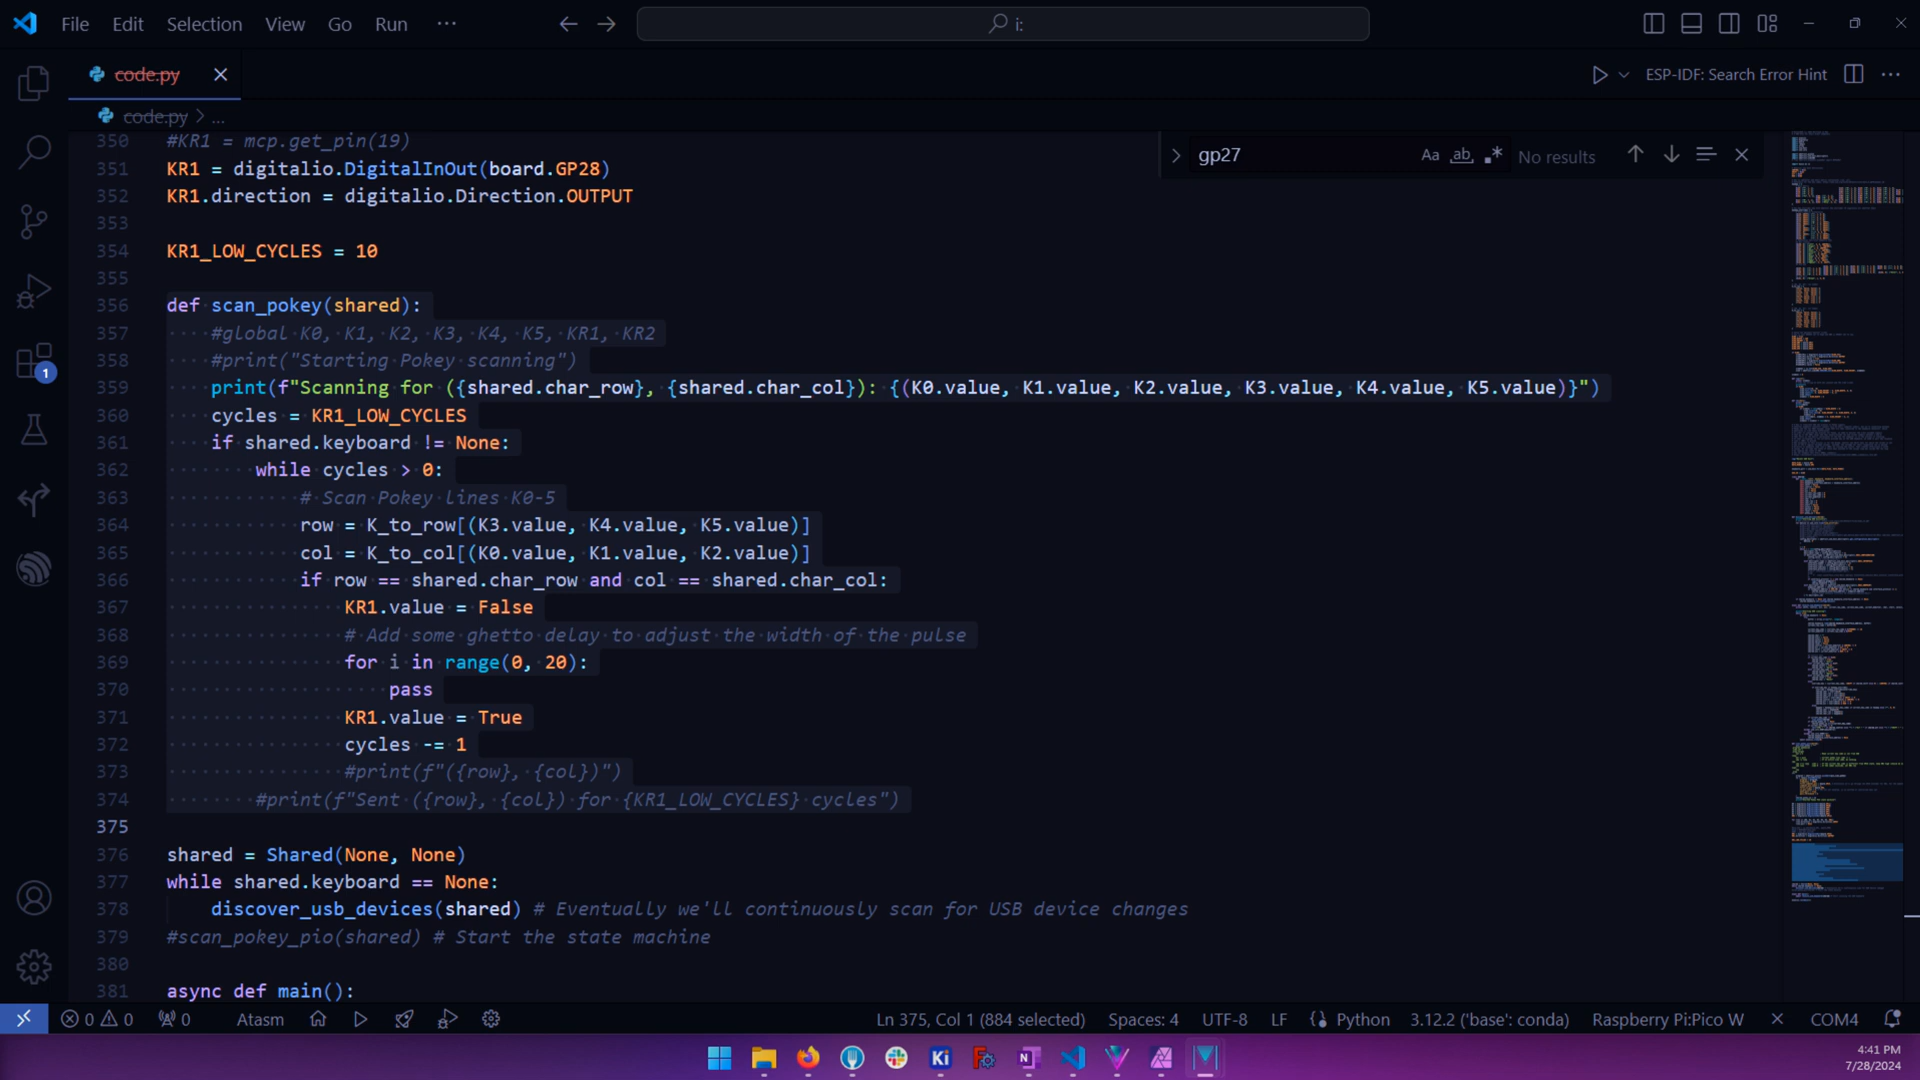 File Edit Selection View Go Run ···
i:
code.py
ESP-IDF: Search Error Hint
code.py > ...
gp27 Aa ab .* No results
350 #KR1 = mcp.get_pin(19)
351 KR1 = digitalio.DigitalInOut(board.GP28)
352 KR1.direction = digitalio.Direction.OUTPUT
353
354 KR1_LOW_CYCLES = 10
355
356 def scan_pokey(shared):
357 #global K0, K1, K2, K3, K4, K5, KR1, KR2
358 #print("Starting Pokey scanning")
359 print(f"Scanning for ({shared.char_row}, {shared.char_col}): {(K0.value, K1.value, K2.value, K3.value, K4.value, K5.value)}")
360 cycles = KR1_LOW_CYCLES
361 if shared.keyboard != None:
362 while cycles > 0:
363 # Scan Pokey lines K0-5
364 row = K_to_row[(K3.value, K4.value, K5.value)]
365 col = K_to_col[(K0.value, K1.value, K2.value)]
366 if row == shared.char_row and col == shared.char_col:
367 KR1.value = False
368 # Add some ghetto delay to adjust the width of the pulse
369 for i in range(0, 20):
370 pass
371 KR1.value = True
372 cycles -= 1
373 #print(f"({row}, {col})")
374 #print(f"Sent ({row}, {col}) for {KR1_LOW_CYCLES} cycles")
375
376 shared = Shared(None, None)
377 while shared.keyboard == None:
378 discover_usb_devices(shared) # Eventually we'll continuously scan for USB device changes
379 #scan_pokey_pio(shared) # Start the state machine
380
381 async def main():
1
0 0 0 Atasm Ln 375, Col 1 (884 selected) Spaces: 4 UTF-8 LF Python 3.12.2 ('base': conda) Raspberry Pi:Pico W COM4
Ki N
4:41 PM
7/28/2024